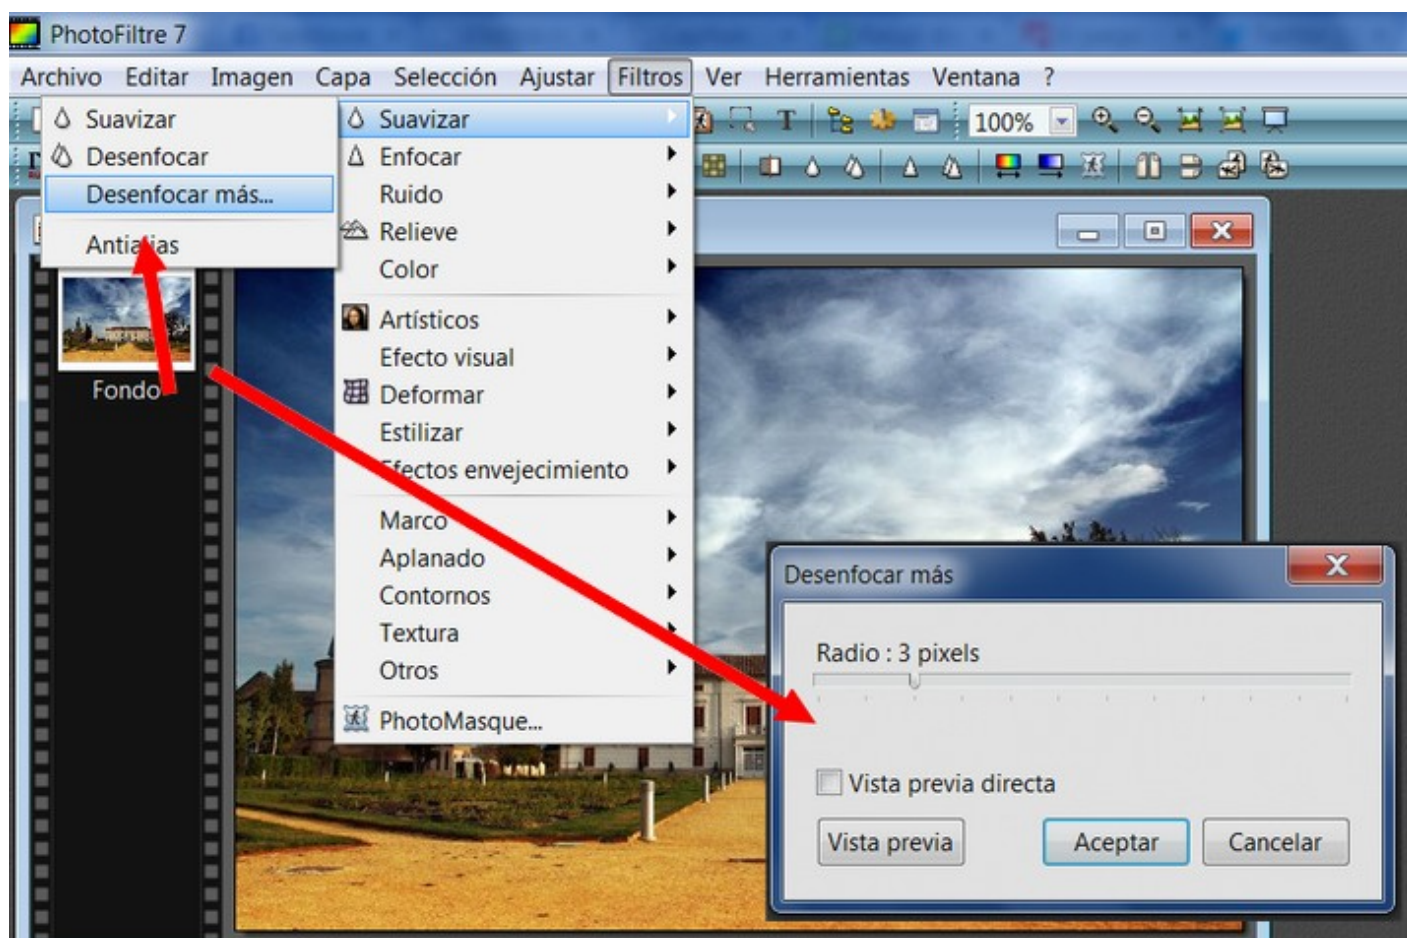 PhotoFiltre 7
Archivo Editar Imagen Capa Selección Ajustar Filtros Ver Herramientas Ventana ?
100%
Suavizar
Desenfocar
Desenfocar más...
Antialias
Suavizar
Enfocar
Ruido
Relieve
Color
Artísticos
Efecto visual
Deformar
Estilizar
Efectos envejecimiento
Marco
Aplanado
Contornos
Textura
Otros
PhotoMasque...
Fondo
Desenfocar más
Radio : 3 pixels
Vista previa directa
Vista previa Aceptar Cancelar